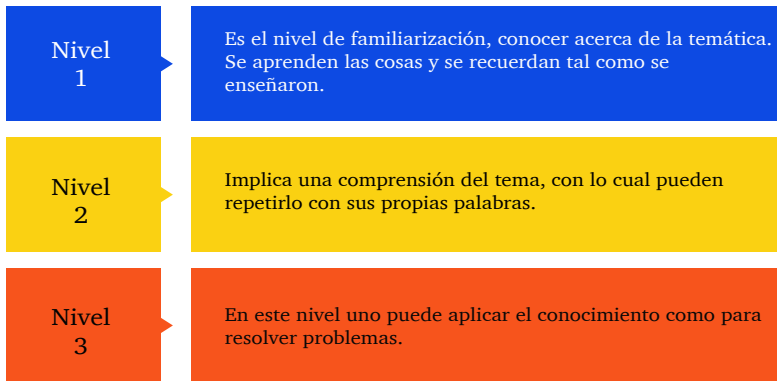 Nivel
1
Es el nivel de familiarización, conocer acerca de la temática.
Se aprenden las cosas y se recuerdan tal como se
enseñaron.
Nivel
2
Implica una comprensión del tema, con lo cual pueden
repetirlo con sus propias palabras.
Nivel
3
En este nivel uno puede aplicar el conocimiento como para
resolver problemas.